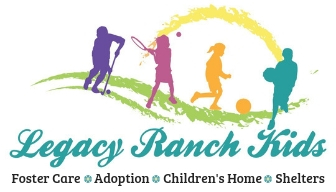 Legacy Ranch Kids
Foster Care ✽ Adoption ✽ Children's Home ✽ Shelters